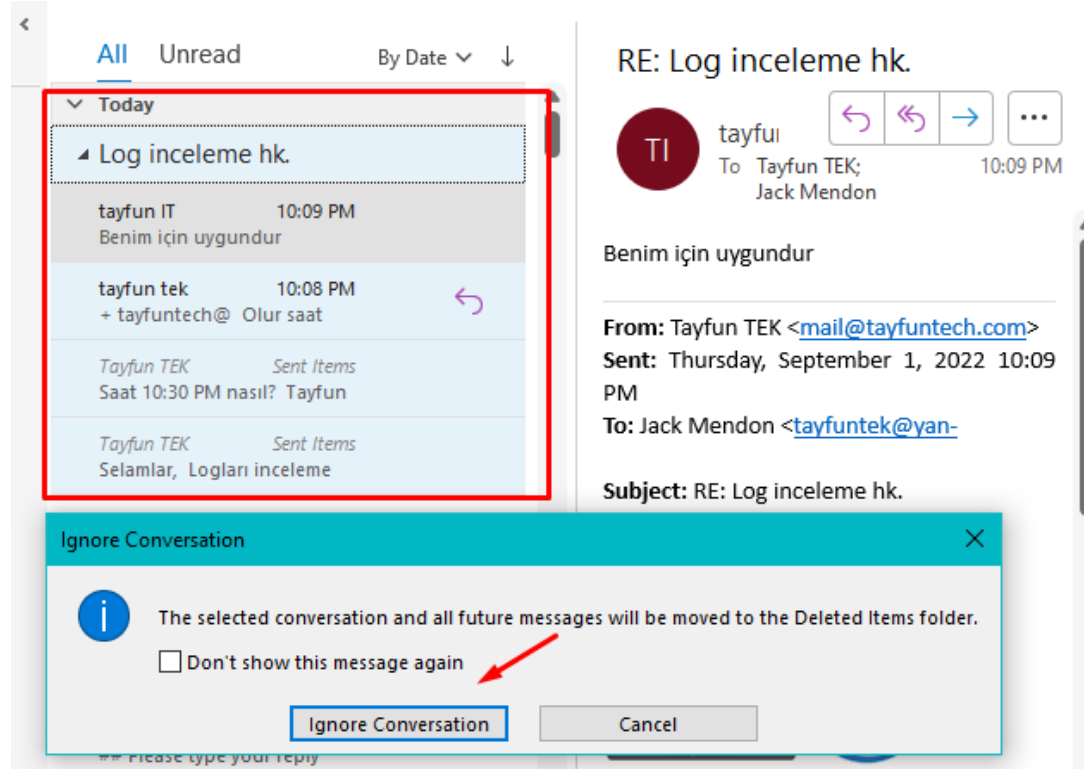 All Unread By Date
Today
Log inceleme hk.
tayfun IT 10:09 PM
Benim için uygundur
tayfun tek 10:08 PM
+ tayfuntech@ Olur saat
Tayfun TEK Sent Items
Saat 10:30 PM nasıl? Tayfun
Tayfun TEK Sent Items
Selamlar, Logları inceleme
RE: Log inceleme hk.
TI
tayfu
To Tayfun TEK; 10:09 PM
Jack Mendon
Benim için uygundur
From: Tayfun TEK <mail@tayfuntech.com>
Sent: Thursday, September 1, 2022 10:09
PM
To: Jack Mendon <tayfuntek@yan-
Subject: RE: Log inceleme hk.
Ignore Conversation
The selected conversation and all future messages will be moved to the Deleted Items folder.
Don't show this message again
Ignore Conversation Cancel
## Please type your reply